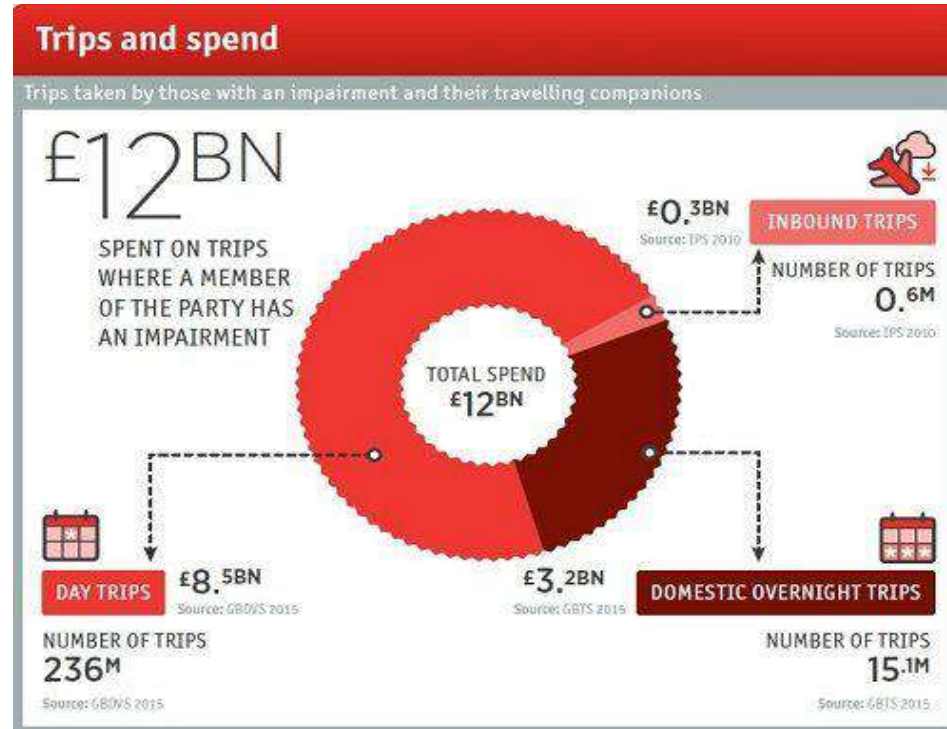 Trips and spend
Trips taken by those with an impairment and their travelling companions
£12BN
SPENT ON TRIPS
WHERE A MEMBER
OF THE PARTY HAS
AN IMPAIRMENT
£0.3BN
Source: IPS 2010
INBOUND TRIPS
NUMBER OF TRIPS
0.6M
Source: IPS 2010
TOTAL SPEND
£12BN
DAY TRIPS
£8.5BN
Source: GBDVS 2015
NUMBER OF TRIPS
236M
Source: GBDVS 2015
£3.2BN
Source: GBTS 2015
DOMESTIC OVERNIGHT TRIPS
NUMBER OF TRIPS
15.1M
Source: GBTS 2015